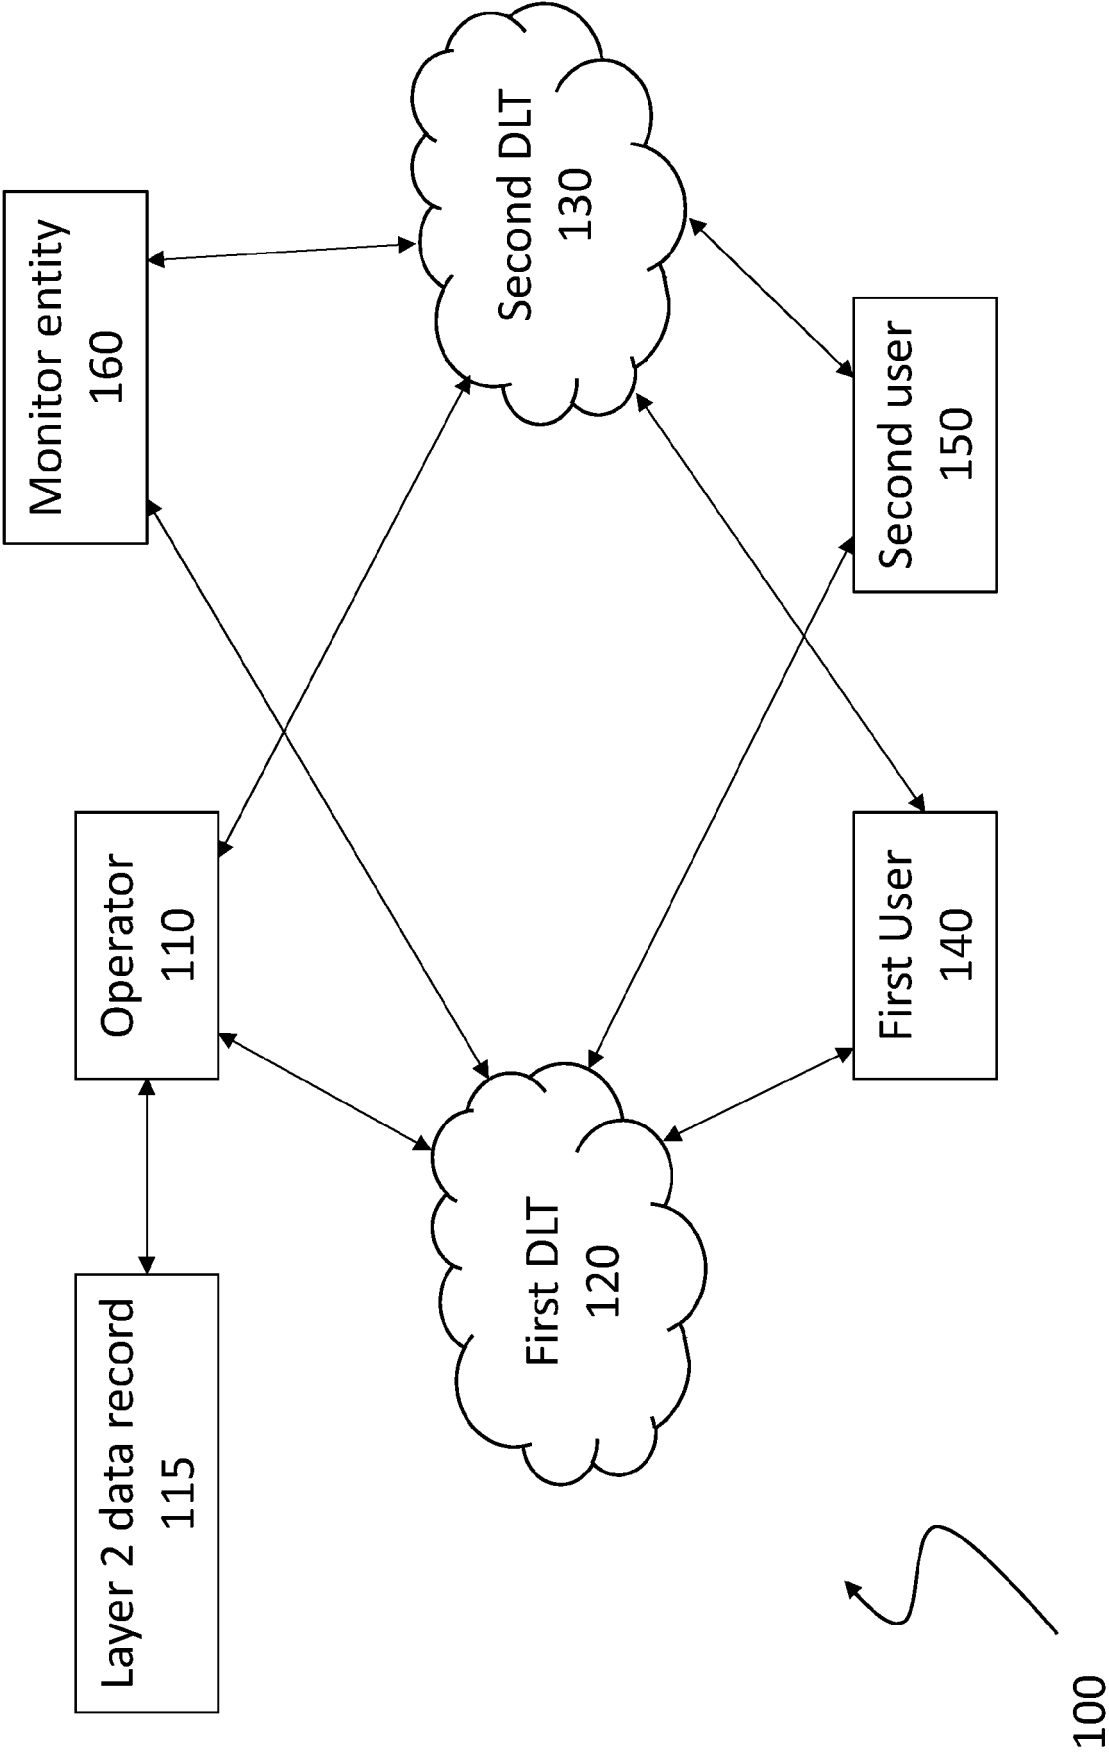 Layer 2 data record
115
Operator
110
Monitor entity
160
First DLT
120
Second DLT
130
First User
140
Second user
150
100